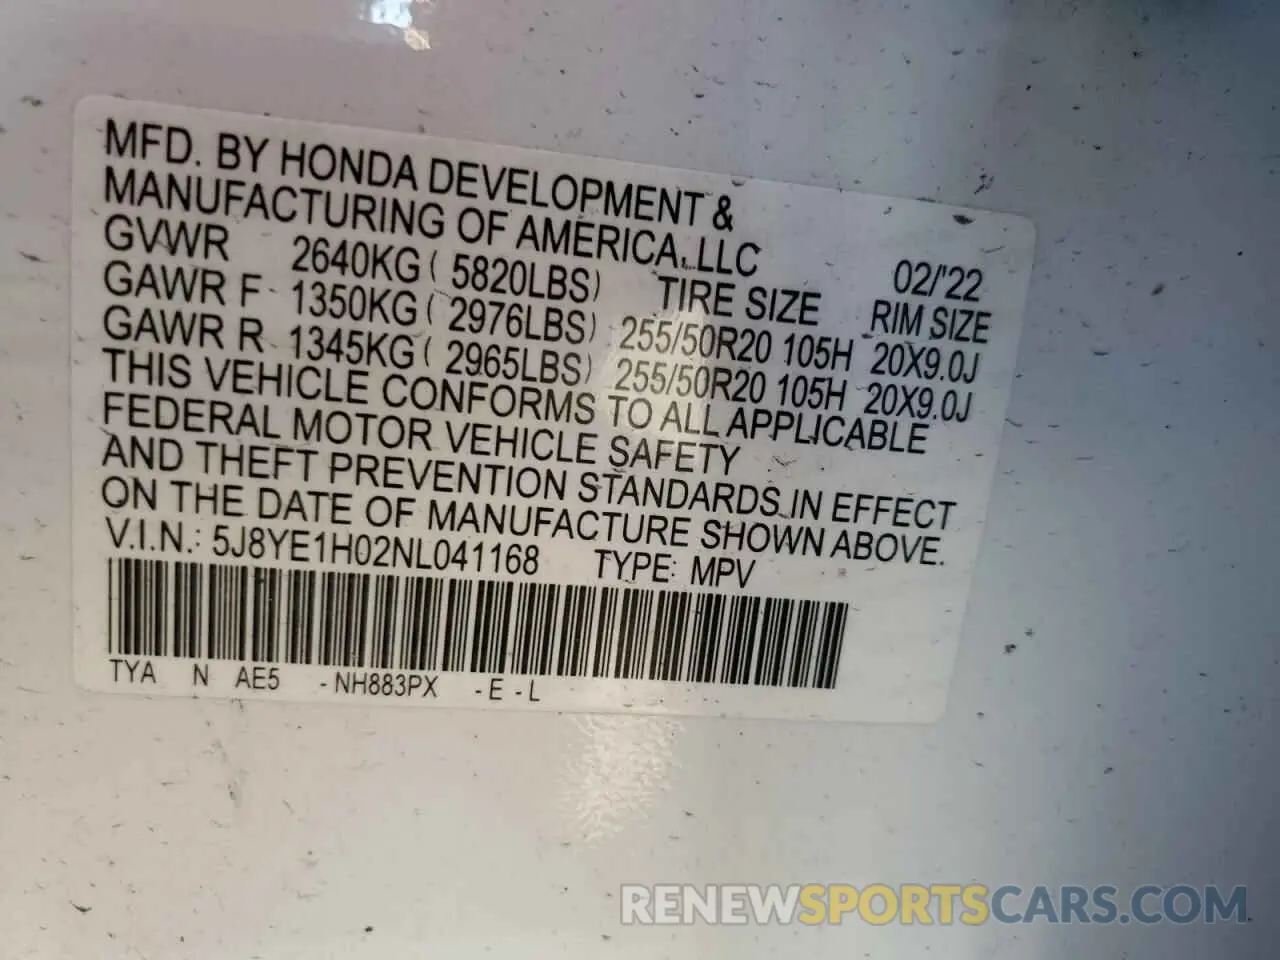 MFD. BY HONDA DEVELOPMENT &
MANUFACTURING OF AMERICA, LLC 02/'22
GVWR 2640KG ( 5820LBS) TIRE SIZE RIM SIZE
GAWR F 1350KG ( 2976LBS) 255/50R20 105H 20X9.0J
GAWR R 1345KG ( 2965LBS) 255/50R20 105H 20X9.0J
THIS VEHICLE CONFORMS TO ALL APPLICABLE
FEDERAL MOTOR VEHICLE SAFETY
AND THEFT PREVENTION STANDARDS IN EFFECT
ON THE DATE OF MANUFACTURE SHOWN ABOVE.
V.I.N.: 5J8YE1H02NL041168 TYPE: MPV
TYA N AE5 -NH883PX -E-L
RENEWSPORTSCARS.COM